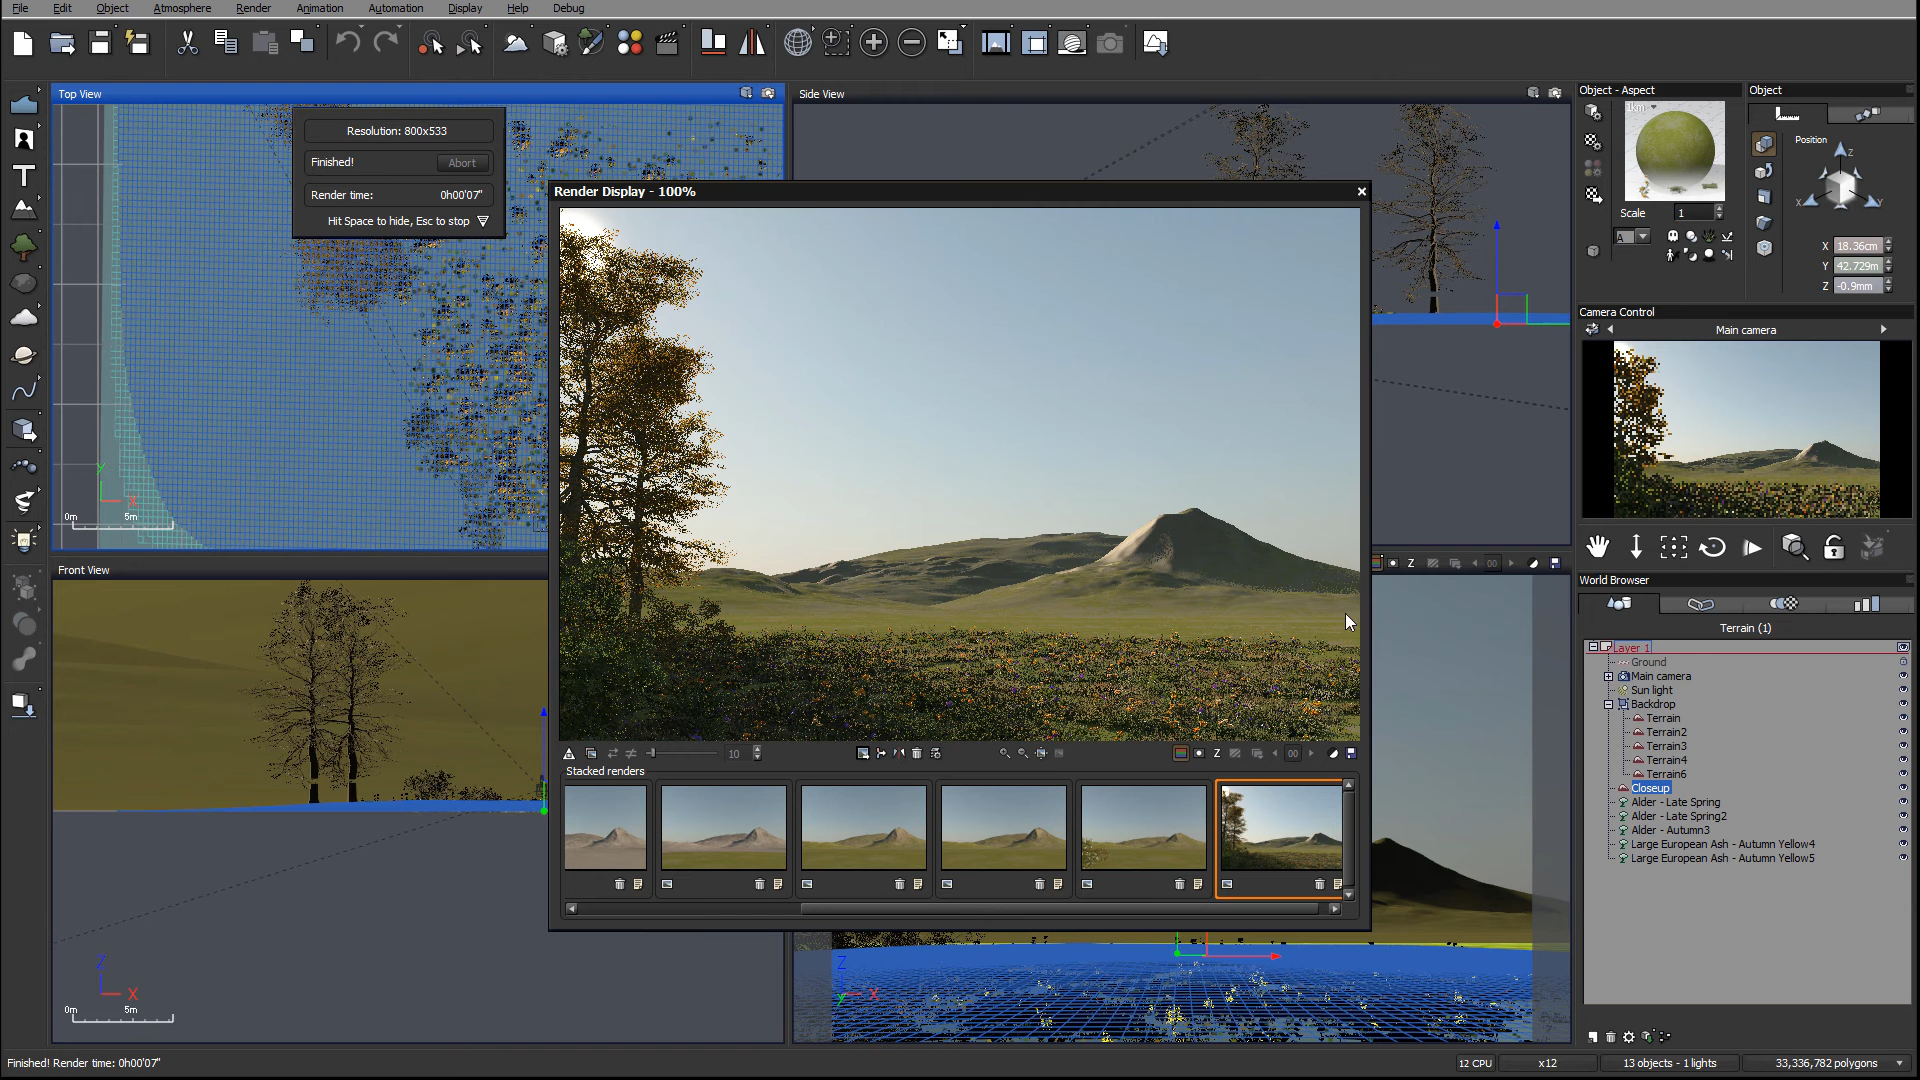 File Edit Object Atmosphere Render Animation Automation Display Help Debug
Top View
Resolution: 800x533
Finished! Abort
Render time: 0h00'07"
Hit Space to hide, Esc to stop
Y
X
0m 5m
Side View
Render Display - 100%
10
Z 00
Stacked renders
Front View
Z
X
0m 5m
Z 00
Z
Y X
Object - Aspect
1km
Scale 1
A
Object
Position
Z
X Y
X 18.36cm
Y 42.729m
Z -0.9mm
Camera Control
Main camera
World Browser
Terrain (1)
Layer 1
Ground
Main camera
Sun light
Backdrop
Terrain
Terrain2
Terrain3
Terrain4
Terrain6
Closeup
Alder - Late Spring
Alder - Late Spring2
Alder - Autumn3
Large European Ash - Autumn Yellow4
Large European Ash - Autumn Yellow5
Finished! Render time: 0h00'07"
12 CPU x12 13 objects - 1 lights 33,336,782 polygons